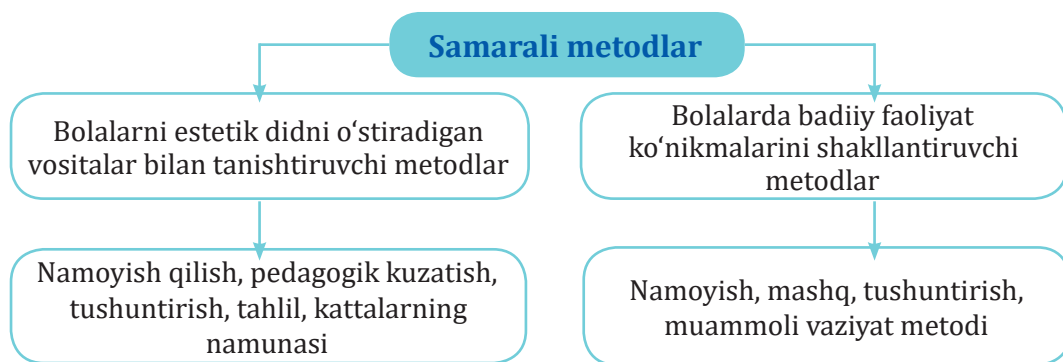 Samarali metodlar
Bolalarni estetik didni o‘stiradigan
vositalar bilan tanishtiruvchi metodlar
Bolalarda badiiy faoliyat
ko‘nikmalarini shakllantiruvchi
metodlar
Namoyish qilish, pedagogik kuzatish,
tushuntirish, tahlil, kattalarning
namunasi
Namoyish, mashq, tushuntirish,
muammoli vaziyat metodi